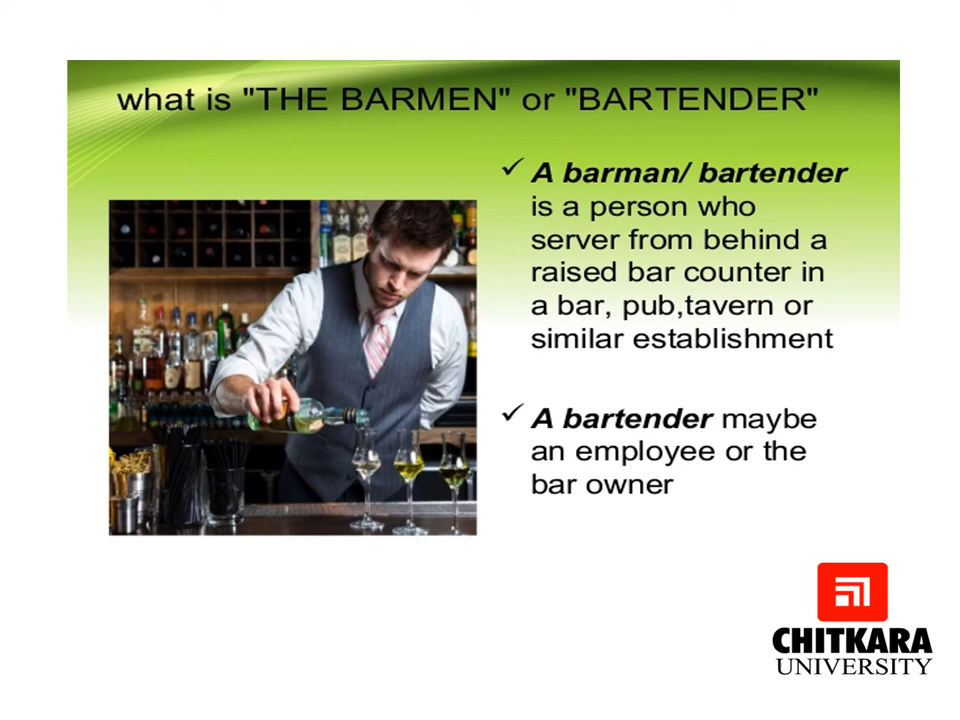 what is "THE BARMEN" or "BARTENDER"
✓ A barman/ bartender
is a person who
server from behind a
raised bar counter in
a bar, pub,tavern or
similar establishment
✓ A bartender maybe
an employee or the
bar owner
CHITKARA
UNIVERSITY